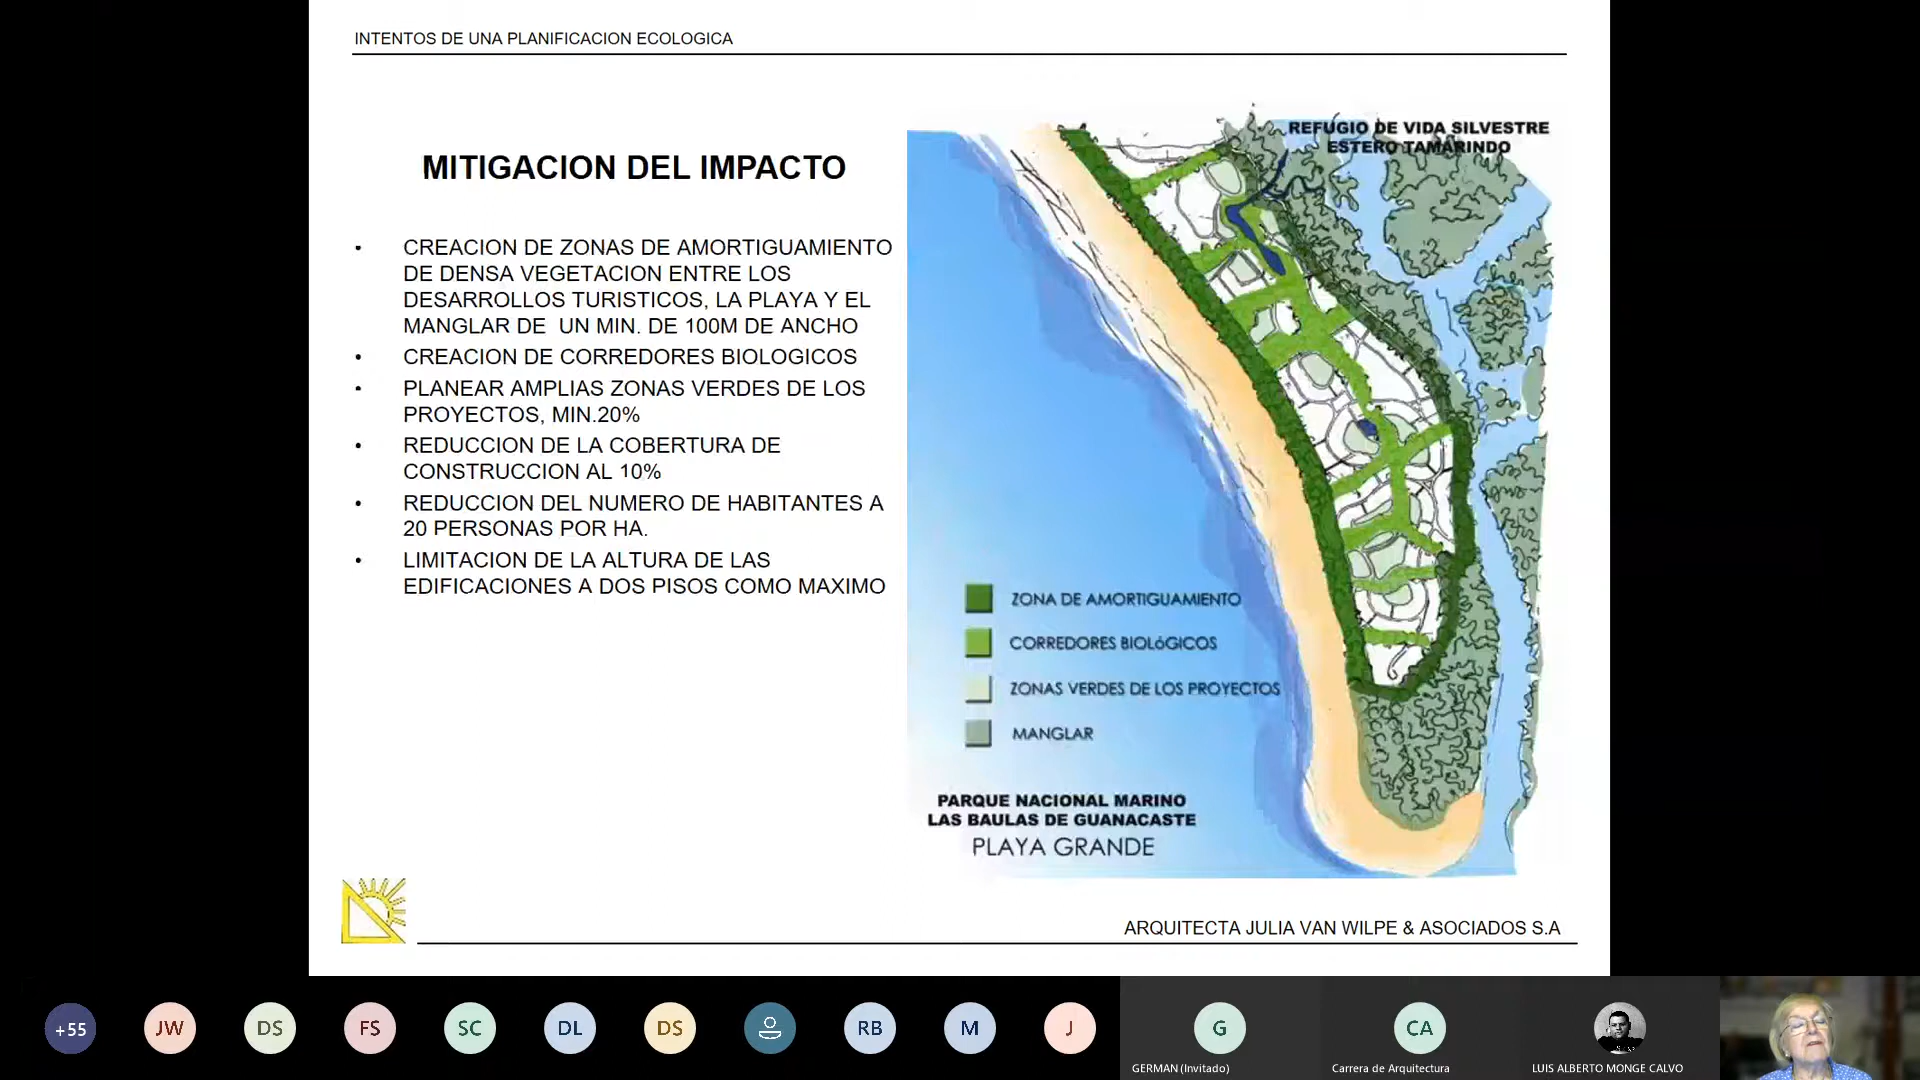 INTENTOS DE UNA PLANIFICACION ECOLOGICA
MITIGACION DEL IMPACTO
• CREACION DE ZONAS DE AMORTIGUAMIENTO
DE DENSA VEGETACION ENTRE LOS
DESARROLLOS TURISTICOS, LA PLAYA Y EL
MANGLAR DE UN MIN. DE 100M DE ANCHO
• CREACION DE CORREDORES BIOLOGICOS
• PLANEAR AMPLIAS ZONAS VERDES DE LOS
PROYECTOS, MIN.20%
• REDUCCION DE LA COBERTURA DE
CONSTRUCCION AL 10%
• REDUCCION DEL NUMERO DE HABITANTES A
20 PERSONAS POR HA.
• LIMITACION DE LA ALTURA DE LAS
EDIFICACIONES A DOS PISOS COMO MAXIMO
REFUGIO DE VIDA SILVESTRE
ESTERO TAMARINDO
ZONA DE AMORTIGUAMIENTO
CORREDORES BIOLóGICOS
ZONAS VERDES DE LOS PROYECTOS
MANGLAR
PARQUE NACIONAL MARINO
LAS BAULAS DE GUANACASTE
PLAYA GRANDE
ARQUITECTA JULIA VAN WILPE & ASOCIADOS S.A
+55
JW
DS
FS
SC
DL
DS
RB
M
J
G
CA
GERMAN (Invitado)
Carrera de Arquitectura
LUIS ALBERTO MONGE CALVO